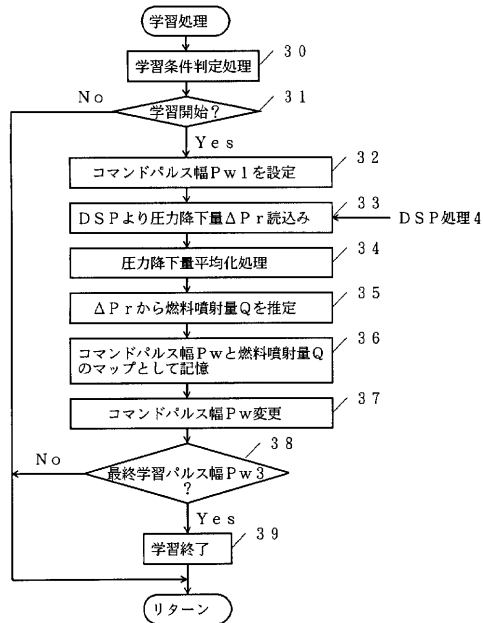 学習処理
学習条件判定処理
30
No
学習開始？
31
Yes
32
コマンドパルス幅Pw1を設定
33
DSPより圧力降下量ΔPr読込み
DSP処理4
34
圧力降下量平均化処理
35
ΔPrから燃料噴射量Qを推定
36
コマンドパルス幅Pwと燃料噴射量Q
のマップとして記憶
37
コマンドパルス幅Pw変更
38
No
最終学習パルス幅Pw3
？
Yes
39
学習終了
リターン